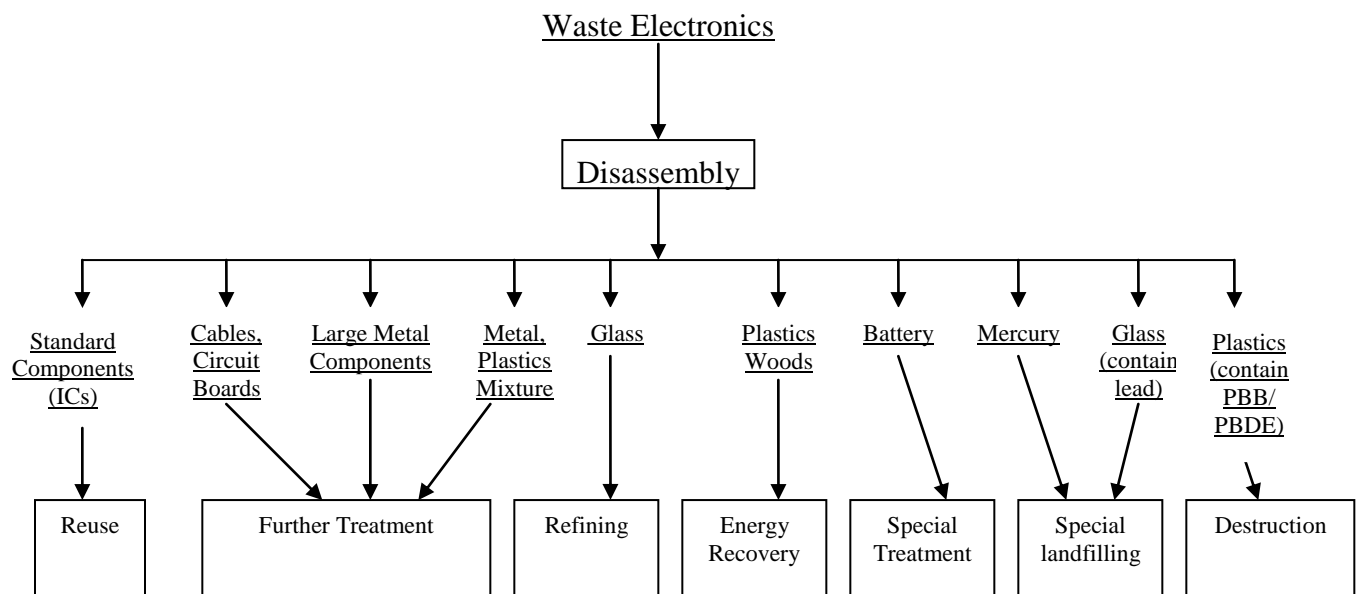 Waste Electronics
Disassembly
Standard
Components
(ICs)
Cables,
Circuit
Boards
Large Metal
Components
Metal,
Plastics
Mixture
Glass
Plastics
Woods
Battery
Mercury
Glass
(contain
lead)
Plastics
(contain
PBB/
PBDE)
Reuse
Further Treatment
Refining
Energy
Recovery
Special
Treatment
Special
landfilling
Destruction